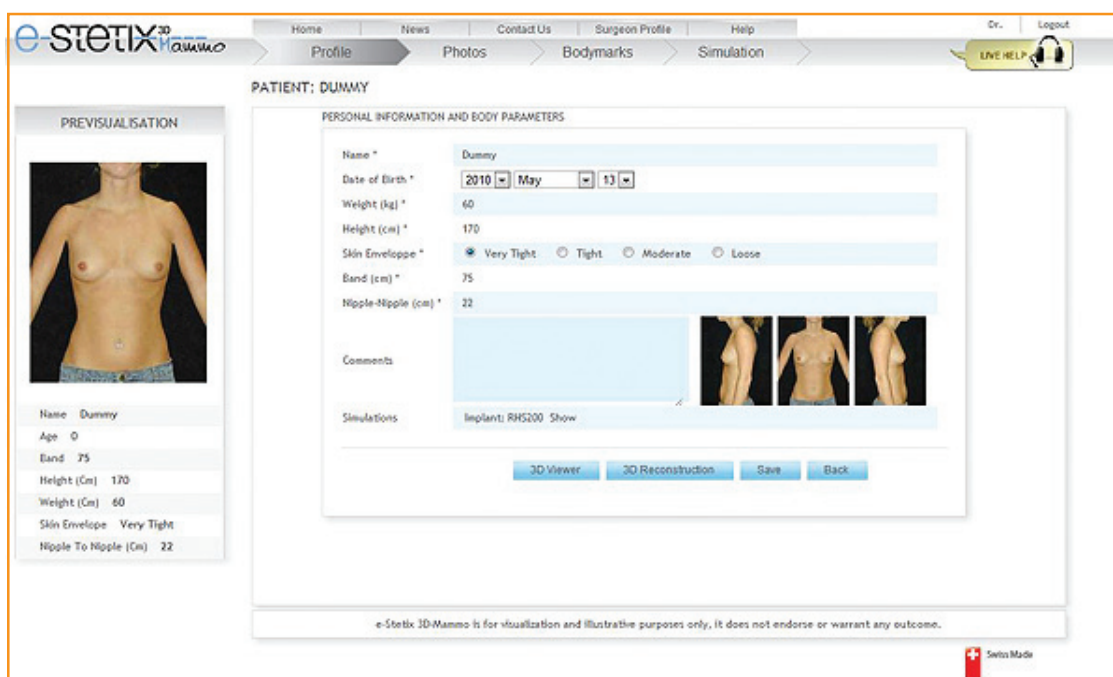 e-STETIX 3D Mammo
Home News Contact Us Surgeon Profile Help
Dr. Logout
Profile Photos Bodymarks Simulation
LIVE HELP
PATIENT: DUMMY
PREVISUALISATION
Name Dummy
Age 0
Band 75
Height (Cm) 170
Weight (Cm) 60
Skin Envelope Very Tight
Nipple To Nipple (Cm) 22
PERSONAL INFORMATION AND BODY PARAMETERS
Name * Dummy
Date of Birth * 2010 May 13
Weight (kg) * 60
Height (cm) * 170
Skin Enveloppe * Very Tight Tight Moderate Loose
Band (cm) * 75
Nipple-Nipple (cm) * 22
Comments
Simulations Implant: RHS200 Show
3D Viewer 3D Reconstruction Save Back
e-Stetix 3D-Mammo is for visualization and illustrative purposes only, it does not endorse or warrant any outcome.
Swiss Made